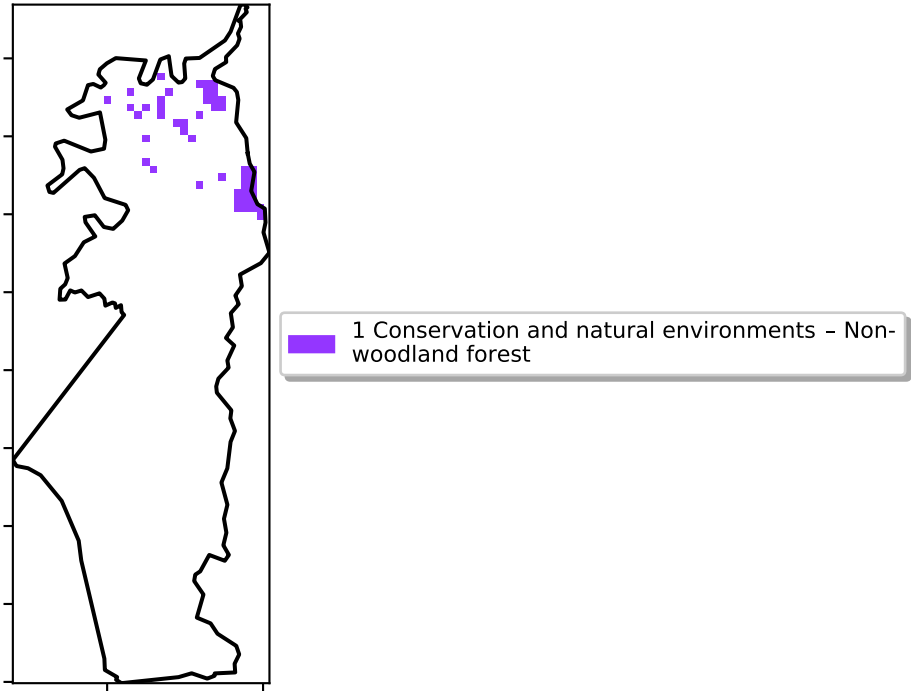 1 Conservation and natural environments – Non-
woodland forest